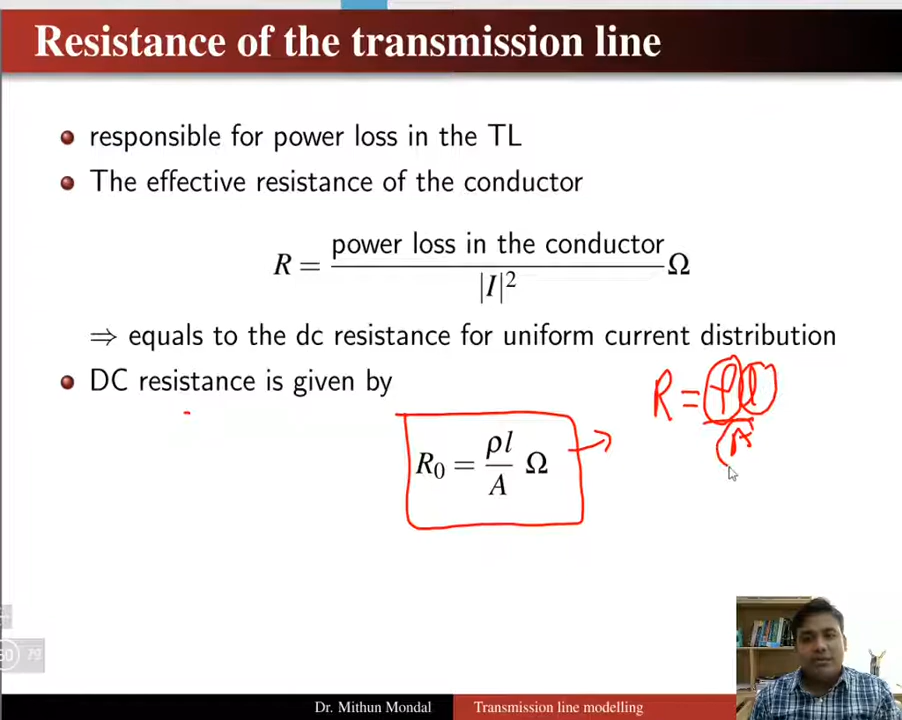 Resistance of the transmission line
responsible for power loss in the TL
The effective resistance of the conductor
R = power loss in the conductor / |I|² Ω
⇒ equals to the dc resistance for uniform current distribution
DC resistance is given by
R = ρl / A
R₀ = ρl / A Ω
Dr. Mithun Mondal Transmission line modelling